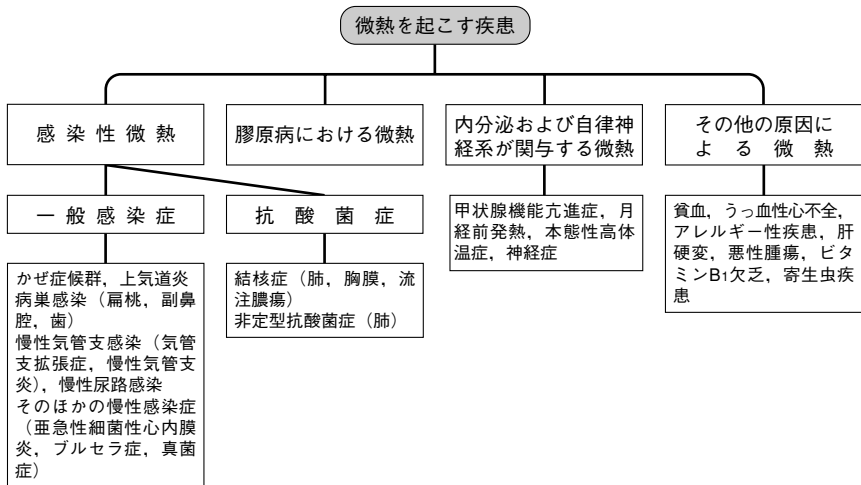 微熱を起こす疾患
感染性微熱
膠原病における微熱
内分泌および自律神
経系が関与する微熱
その他の原因に
よる微熱
一般感染症
抗酸菌症
甲状腺機能亢進症，月
経前発熱，本態性高体
温症，神経症
貧血，うっ血性心不全，
アレルギー性疾患，肝
硬変，悪性腫瘍，ビタ
ミンB1欠乏，寄生虫疾
患
かぜ症候群，上気道炎
病巣感染（扁桃，副鼻
腔，歯）
慢性気管支感染（気管
支拡張症，慢性気管支
炎），慢性尿路感染
そのほかの慢性感染症
（亜急性細菌性心内膜
炎，ブルセラ症，真菌
症）
結核症（肺，胸膜，流
注膿瘍）
非定型抗酸菌症（肺）